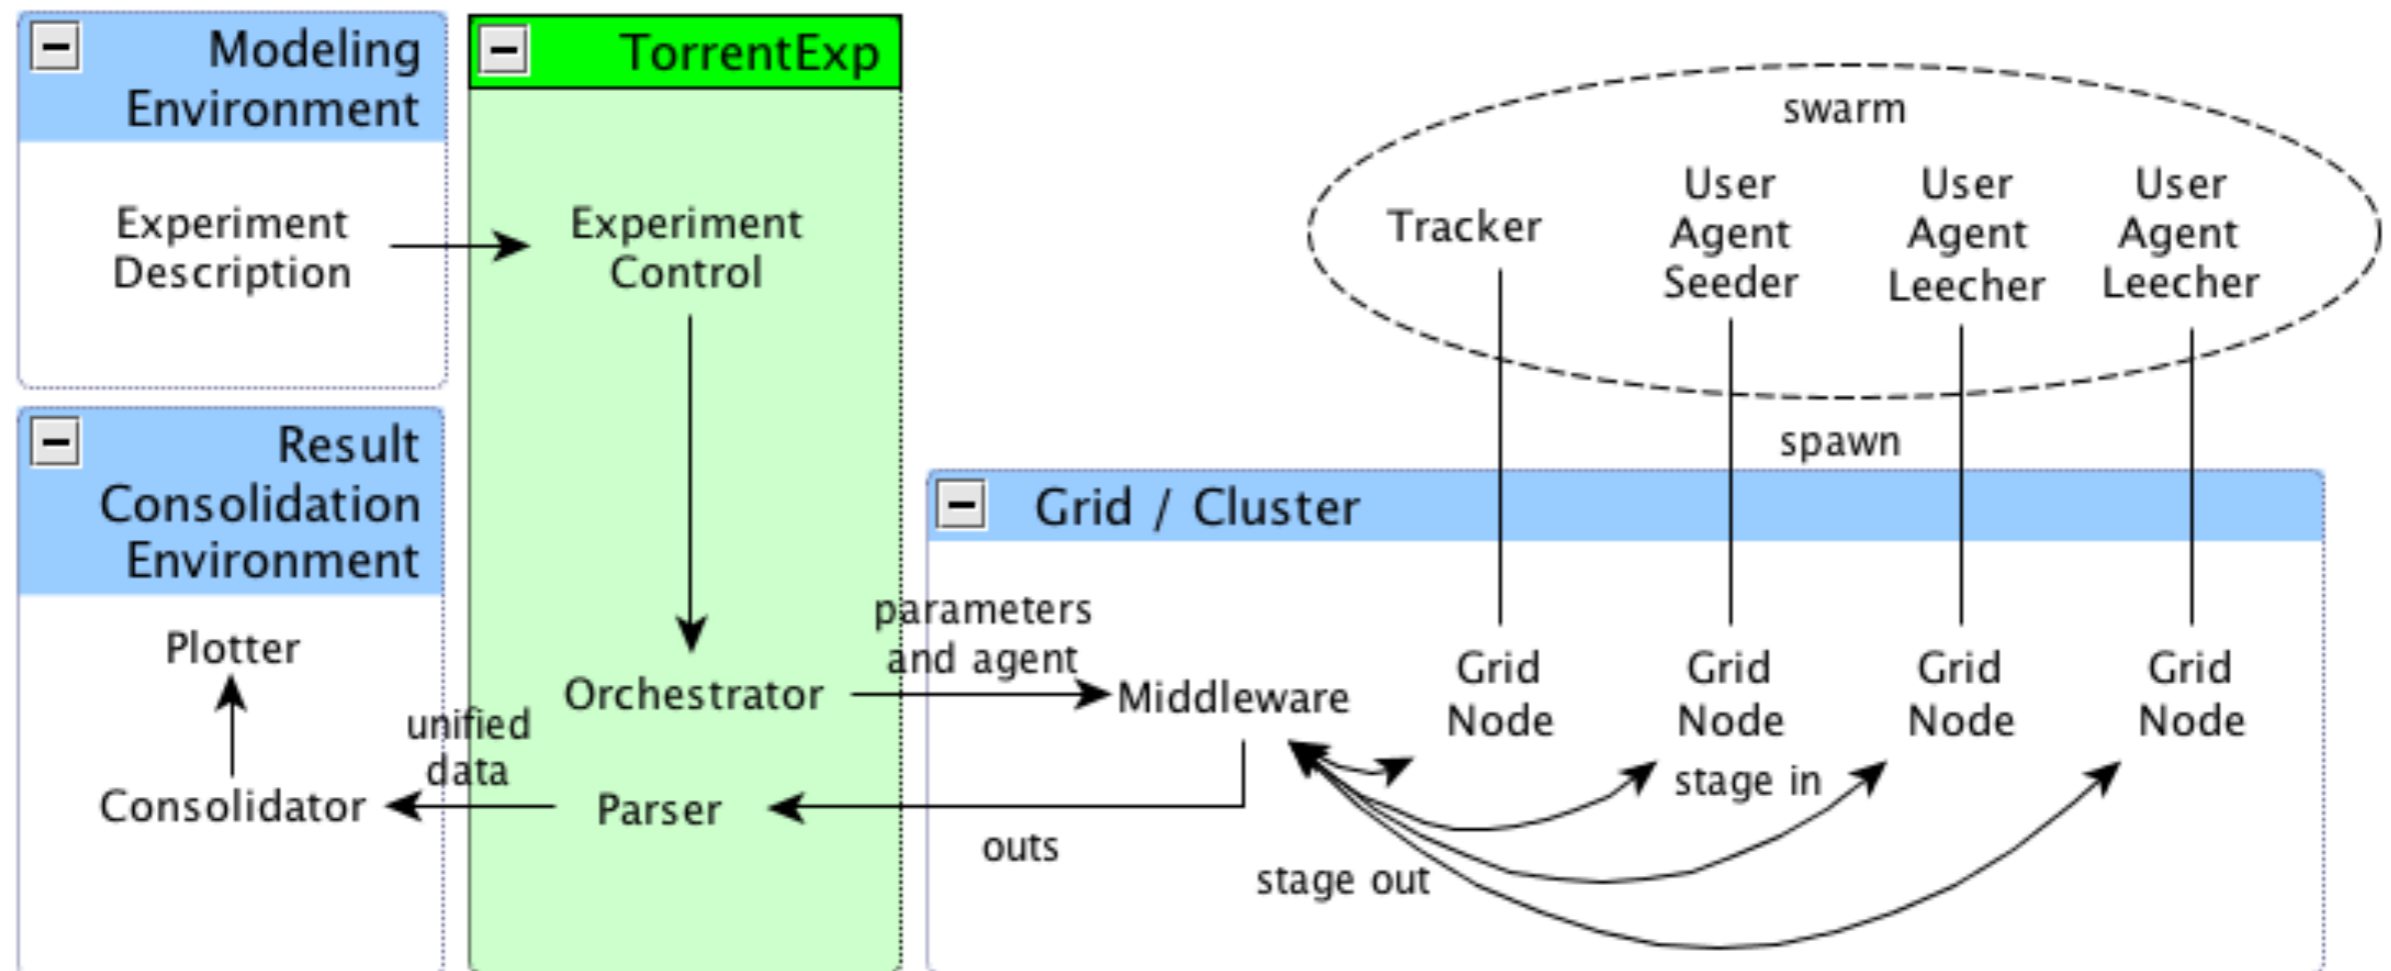 Modeling
Environment
Experiment
Description
TorrentExp
Experiment
Control
Orchestrator
Parser
Result
Consolidation
Environment
Plotter
Consolidator
unified
data
parameters
and agent
outs
Grid / Cluster
Middleware
Grid
Node
Grid
Node
Grid
Node
Grid
Node
stage in
stage out
spawn
swarm
Tracker
User
Agent
Seeder
User
Agent
Leecher
User
Agent
Leecher